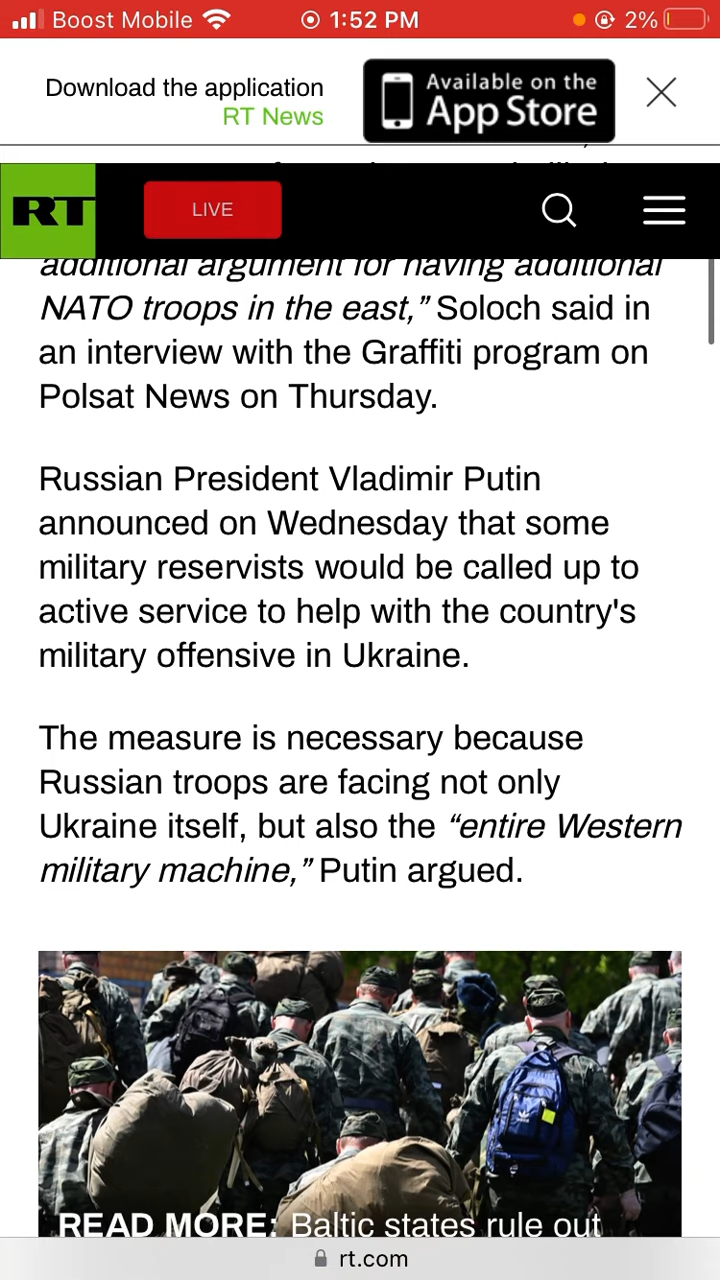 Boost Mobile 1:52 PM 2%
Download the application
RT News
Available on the
App Store
RT LIVE
additional argument for having additional
NATO troops in the east,” Soloch said in
an interview with the Graffiti program on
Polsat News on Thursday.
Russian President Vladimir Putin
announced on Wednesday that some
military reservists would be called up to
active service to help with the country's
military offensive in Ukraine.
The measure is necessary because
Russian troops are facing not only
Ukraine itself, but also the “entire Western
military machine,” Putin argued.
adidas
READ MORE: Baltic states rule out
rt.com